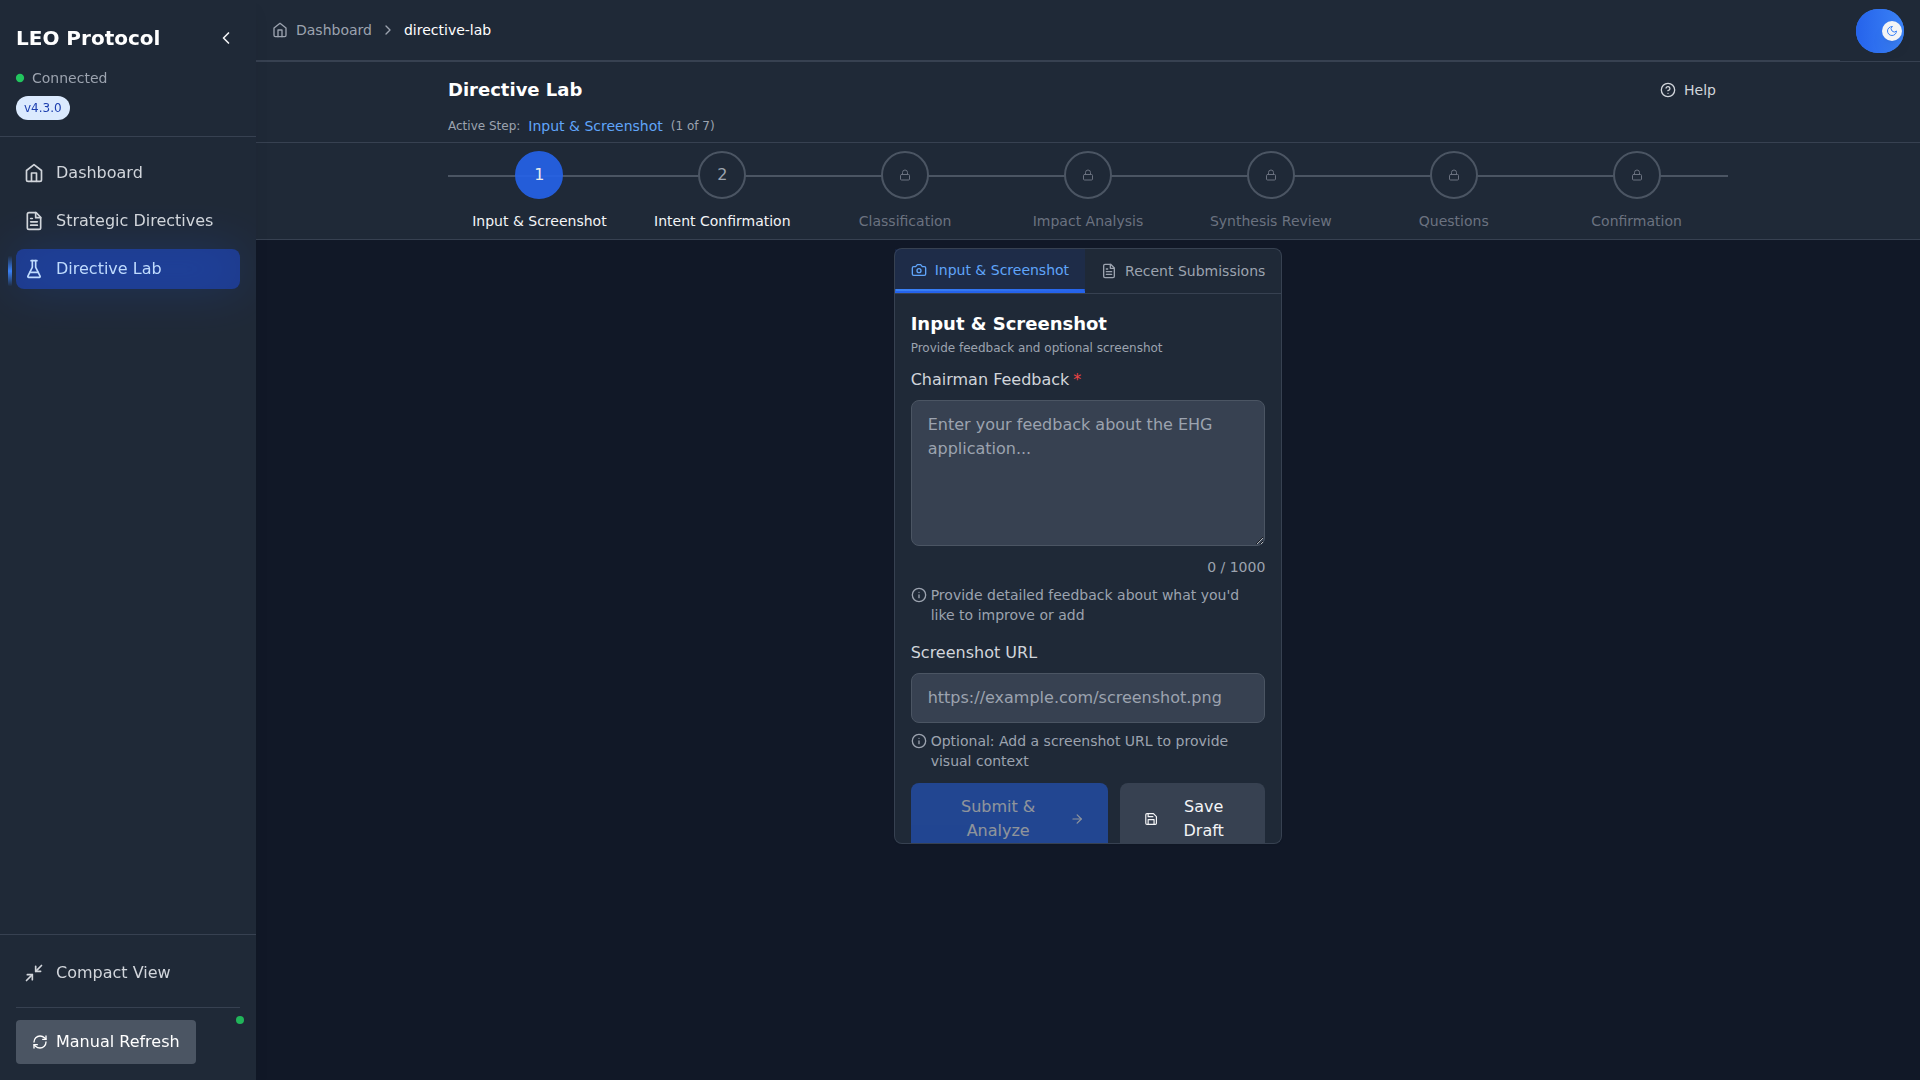 LEO Protocol
Connected
v4.3.0
Dashboard
Strategic Directives
Directive Lab
Compact View
Manual Refresh
Dashboard
directive-lab
Directive Lab
Help
Active Step: Input & Screenshot (1 of 7)
1
2
Input & Screenshot
Intent Confirmation
Classification
Impact Analysis
Synthesis Review
Questions
Confirmation
Input & Screenshot
Recent Submissions
Input & Screenshot
Provide feedback and optional screenshot
Chairman Feedback *
Enter your feedback about the EHG
application...
0 / 1000
Provide detailed feedback about what you'd
like to improve or add
Screenshot URL
https://example.com/screenshot.png
Optional: Add a screenshot URL to provide
visual context
Submit &
Analyze
Save
Draft